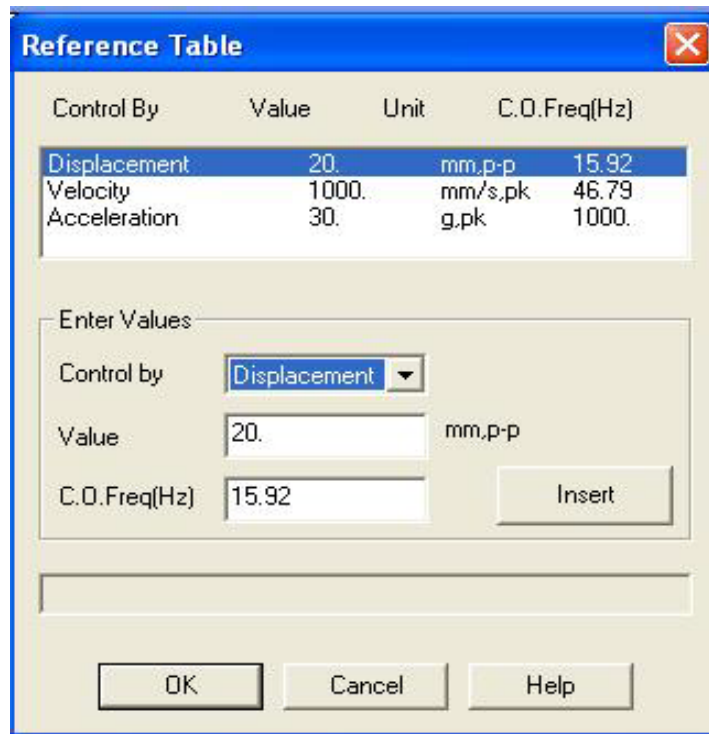 Reference Table
Control By Value Unit C.O.Freq(Hz)
Displacement 20. mm,p-p 15.92
Velocity 1000. mm/s,pk 46.79
Acceleration 30. g,pk 1000.
Enter Values
Control by Displacement
Value 20. mm,p-p
C.O.Freq(Hz) 15.92 Insert
OK Cancel Help